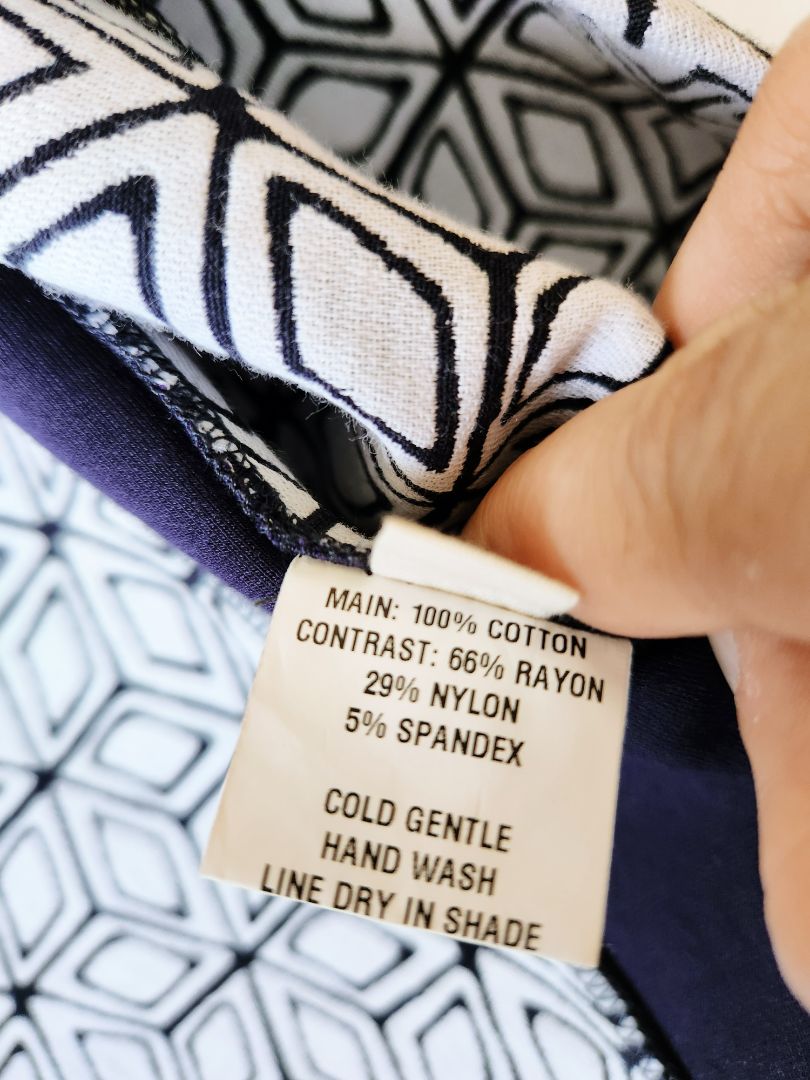 MAIN: 100% COTTON
CONTRAST: 66% RAYON
29% NYLON
5% SPANDEX
COLD GENTLE
HAND WASH
LINE DRY IN SHADE